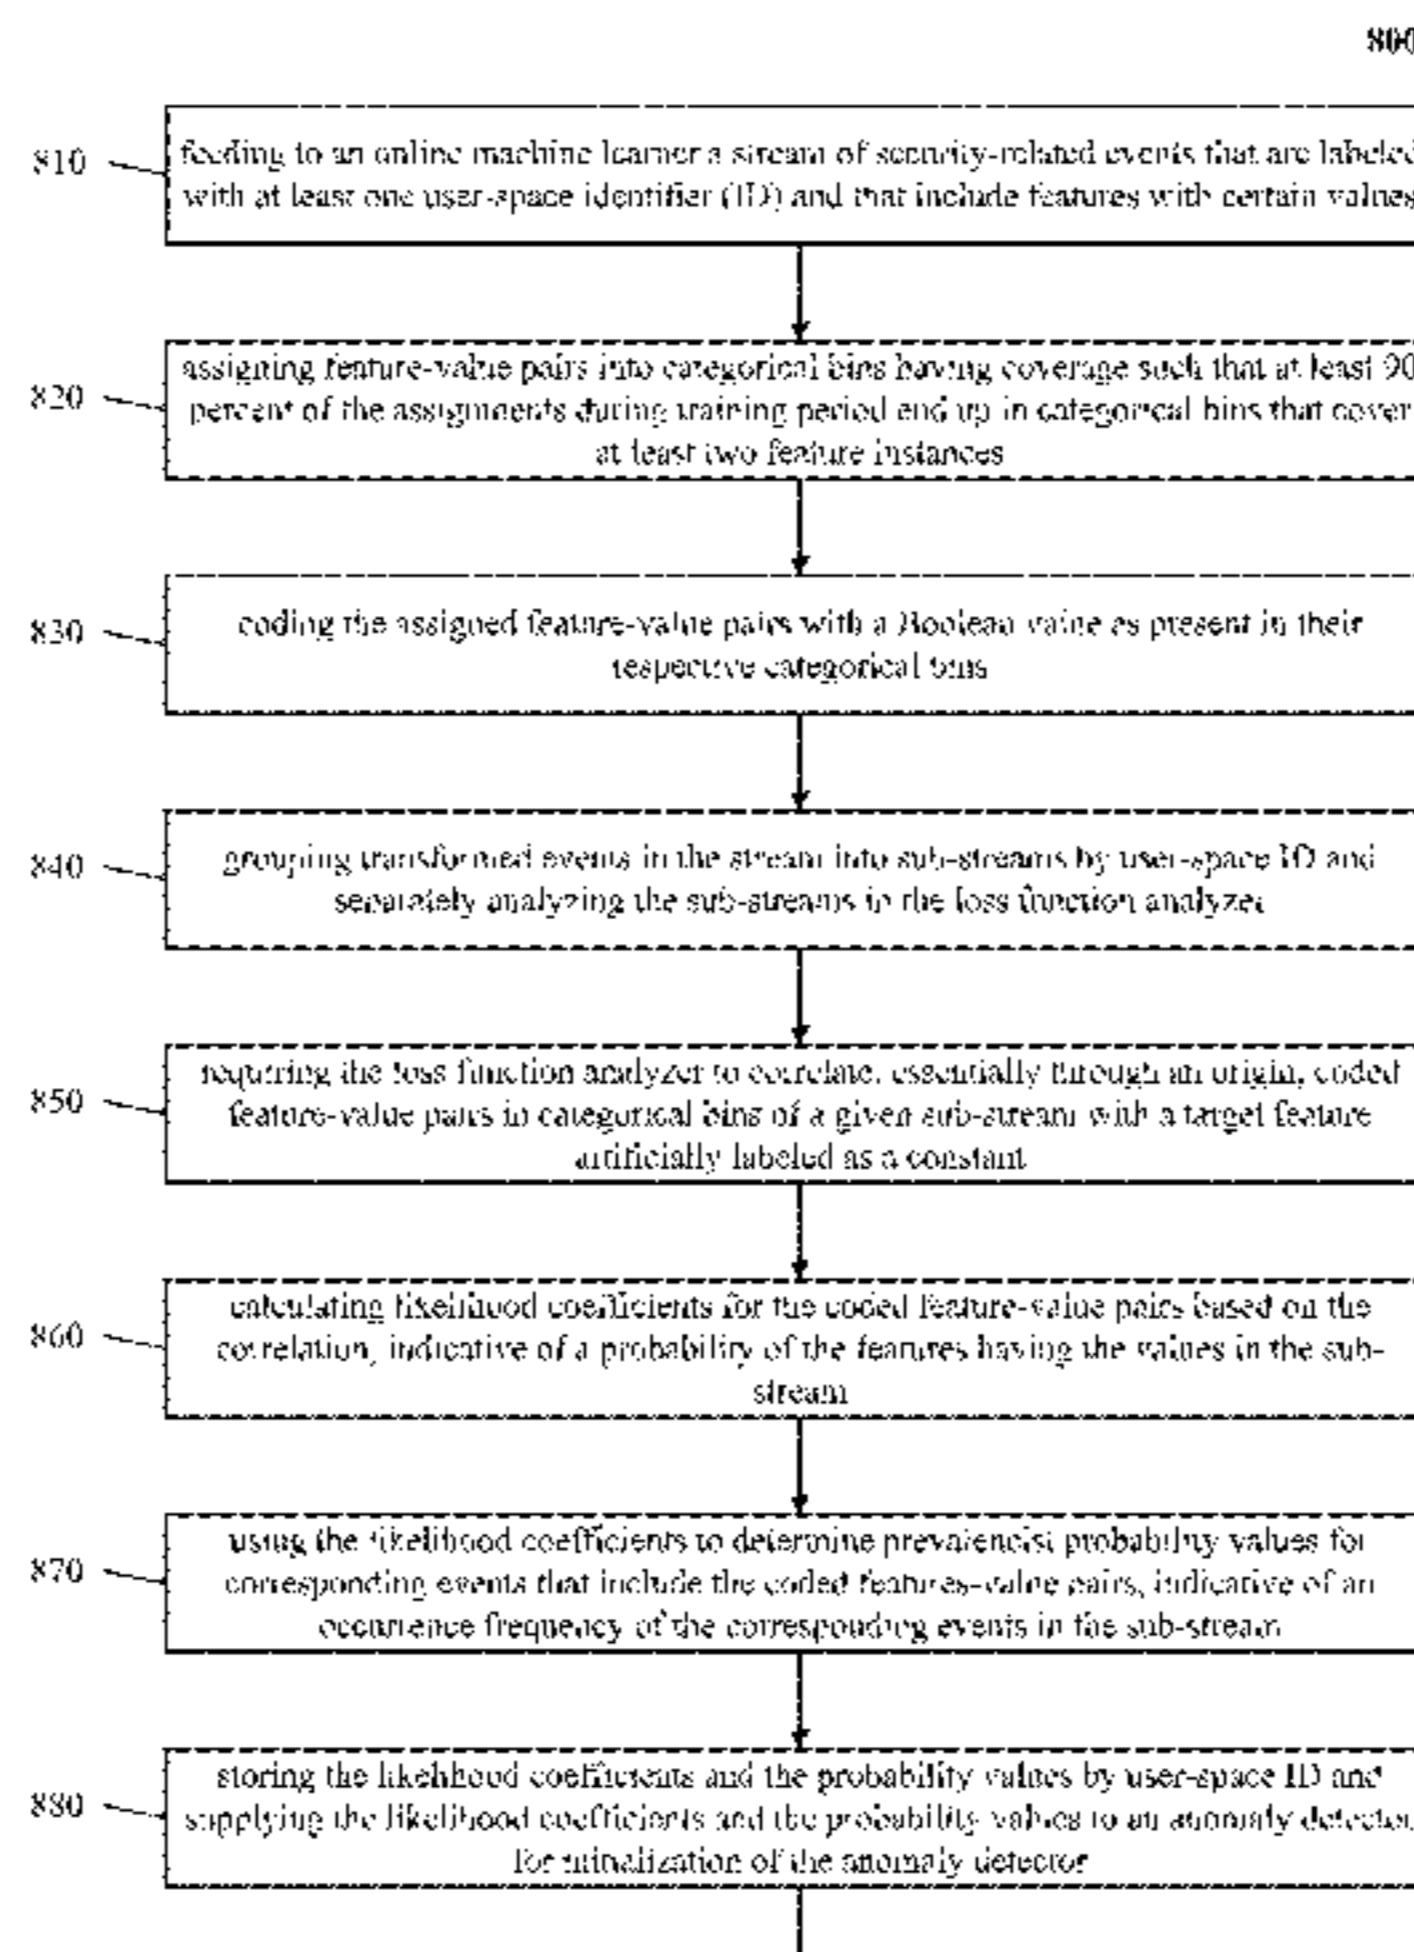 800
810
feeding to an online machine learner a stream of security-related events that are labeled
with at least one user-space identifier (ID) and that include features with certain values
820
assigning feature-value pairs into categorical bins having coverage such that at least 90
percent of the assignments during training period end up in categorical bins that cover
at least two feature instances
830
coding the assigned feature-value pairs with a Boolean value as present in their
respective categorical bins
840
grouping transformed events in the stream into sub-streams by user-space ID and
separately analyzing the sub-streams in the loss function analyzer
850
requiring the loss function analyzer to correlate, essentially through an origin, coded
feature-value pairs in categorical bins of a given sub-stream with a target feature
artificially labeled as a constant
860
calculating likelihood coefficients for the coded feature-value pairs based on the
correlation, indicative of a probability of the features having the values in the sub-
stream
870
using the likelihood coefficients to determine prevalencist probability values for
corresponding events that include the coded features-value pairs, indicative of an
occurrence frequency of the corresponding events in the sub-stream
880
storing the likelihood coefficients and the probability values by user-space ID and
supplying the likelihood coefficients and the probability values to an anomaly detector
for initialization of the anomaly detector